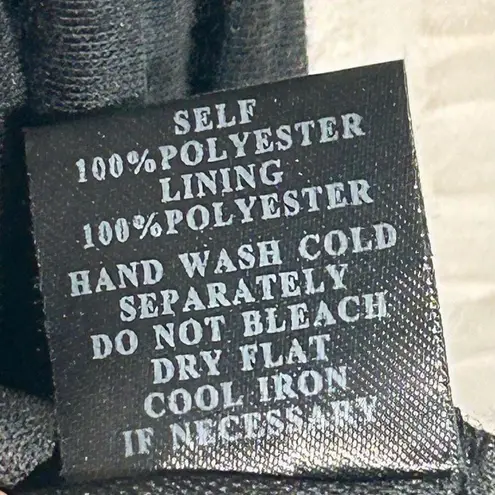 SELF
100%POLYESTER
LINING
100%POLYESTER
HAND WASH COLD
SEPARATELY
DO NOT BLEACH
DRY FLAT
COOL IRON
IF NECESSARY